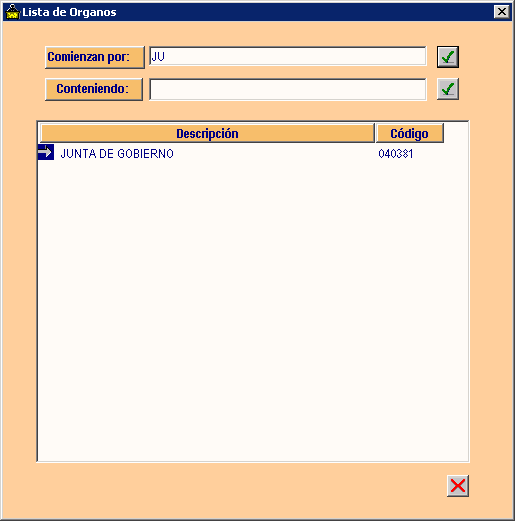 Lista de Organos
Comienzan por: JU
Conteniendo:
Descripción Código
JUNTA DE GOBIERNO 040381